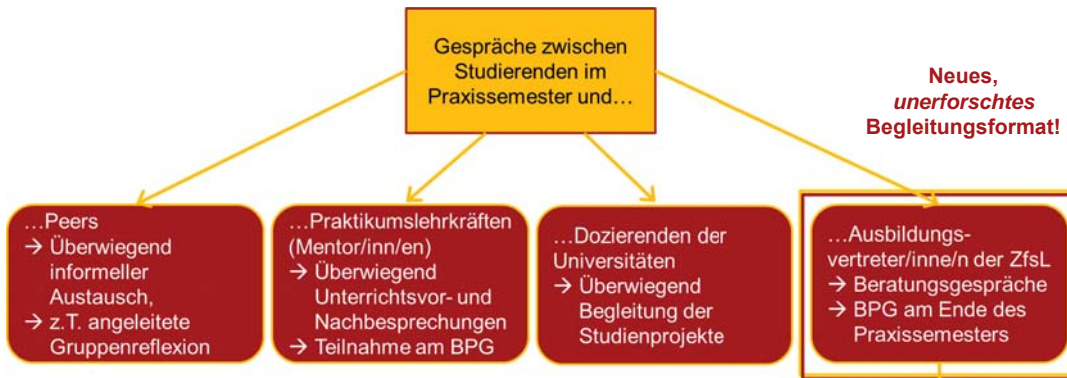 Gespräche zwischen
Studierenden im
Praxissemester und…
Neues,
unerforschtes
Begleitungsformat!
…Peers
→ Überwiegend
informeller
Austausch,
→ z.T. angeleitete
Gruppenreflexion
…Praktikumslehrkräften
(Mentor/inn/en)
→ Überwiegend
Unterrichtsvor- und
Nachbesprechungen
→ Teilnahme am BPG
…Dozierenden der
Universitäten
→ Überwiegend
Begleitung der
Studienprojekte
…Ausbildungs-
vertreter/inne/n der ZfsL
→ Beratungsgespräche
→ BPG am Ende des
Praxissemesters